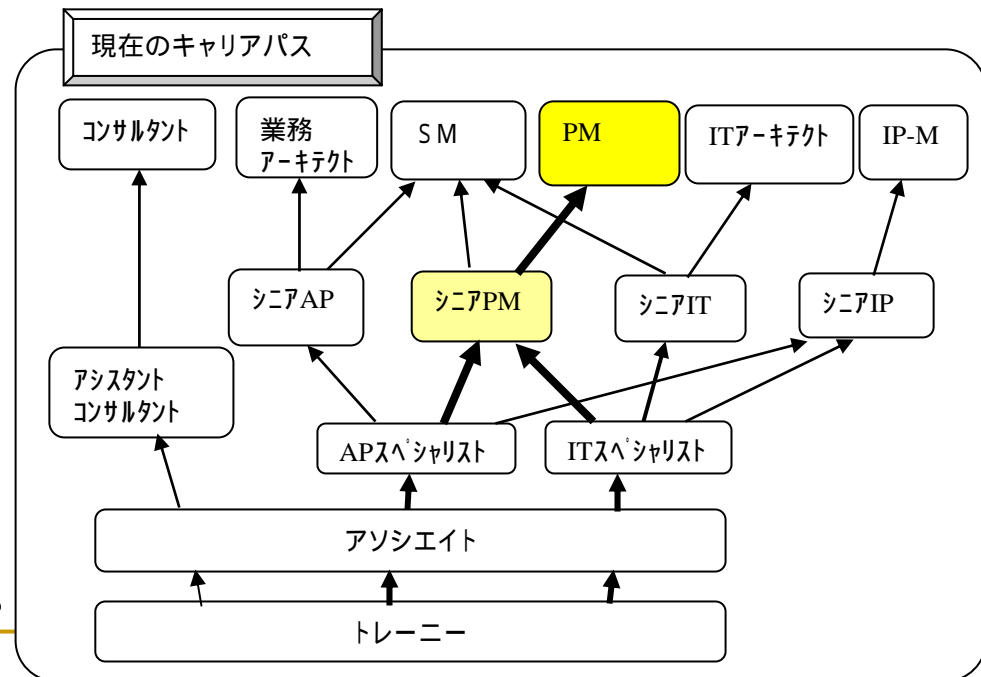 現在のキャリアパス
コンサルタント
業務
アーキテクト
ＳＭ
PM
ITアーキテクト
IP-M
シニアAP
シニアPM
シニアIT
シニアIP
アシスタント
コンサルタント
APスペシャリスト
ITスペシャリスト
アソシエイト
トレーニー